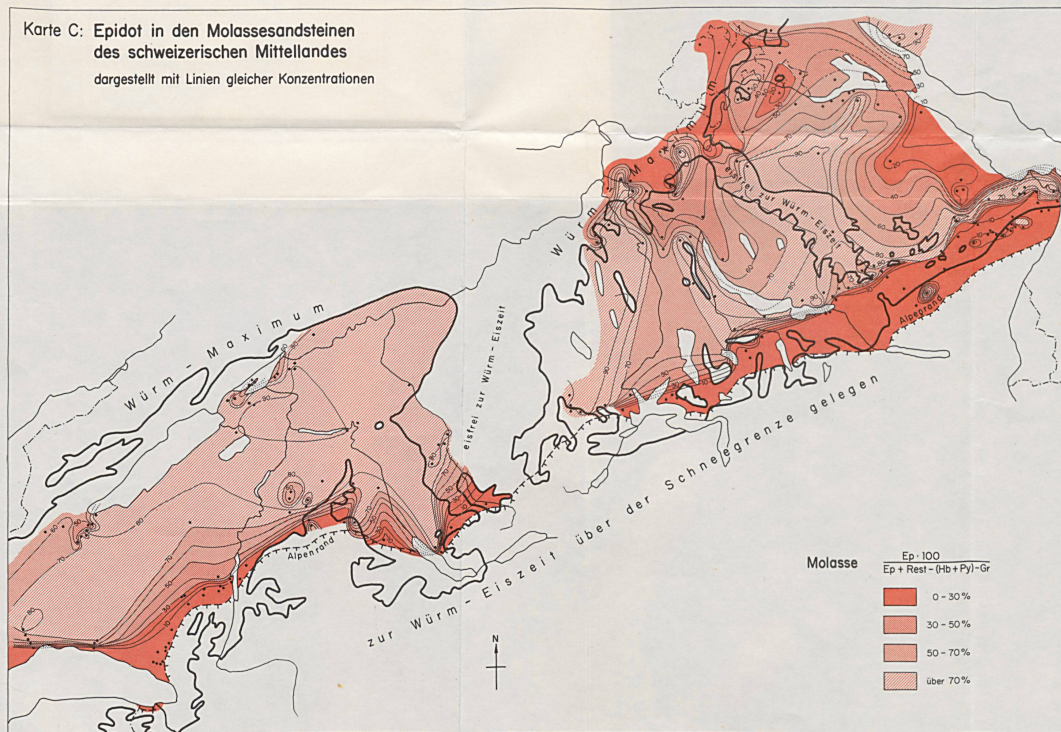 Karte C: Epidot in den Molassesandsteinen
des schweizerischen Mittellandes
dargestellt mit Linien gleicher Konzentrationen
Würm-Maximum
Würm-Maximum
eisfrei zur Würm-Eiszeit
eisfrei zur Würm-Eiszeit
Alpenrand
Alpenrand
zur Würm-Eiszeit über der Schneegrenze gelegen
N
Molasse
Ep·100
Ep + Rest-(Hb+Py)-Gr
0-30%
30-50%
50-70%
über 70%